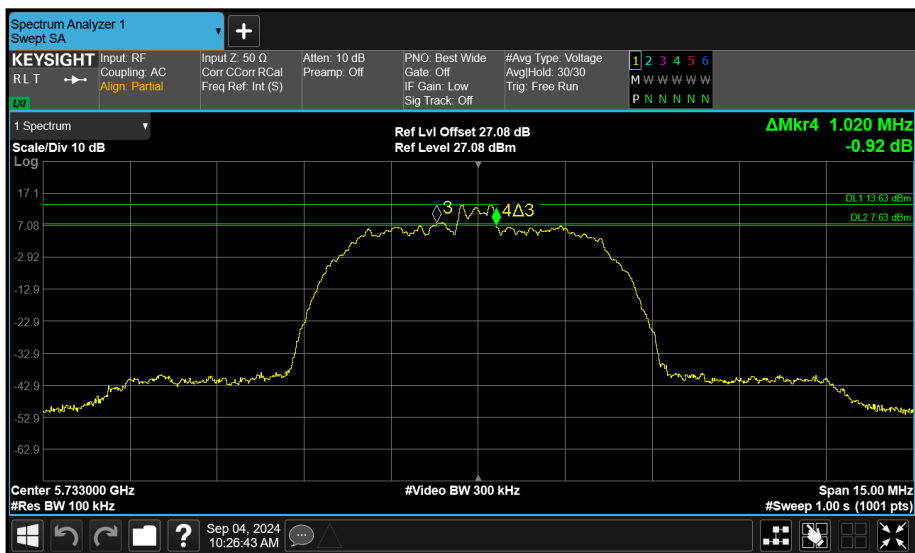 Spectrum Analyzer 1
Swept SA
KEYSIGHT
R L T
LXI
Input: RF
Coupling: AC
Align: Partial
Input Z: 50 Ω
Corr CCorr RCal
Freq Ref: Int (S)
Atten: 10 dB
Preamp: Off
PNO: Best Wide
Gate: Off
IF Gain: Low
Sig Track: Off
#Avg Type: Voltage
Avg|Hold: 30/30
Trig: Free Run
1 2 3 4 5 6
M W W W W W
P N N N N N
1 Spectrum
Scale/Div 10 dB
Log
Ref Lvl Offset 27.08 dB
Ref Level 27.08 dBm
ΔMkr4 1.020 MHz
-0.92 dB
17.1
DL1 13.63 dBm
3
4Δ3
7.08
DL2 7.63 dBm
-2.92
-12.9
-22.9
-32.9
-42.9
-52.9
-62.9
Center 5.733000 GHz
#Video BW 300 kHz
Span 15.00 MHz
#Res BW 100 kHz
#Sweep 1.00 s (1001 pts)
?
Sep 04, 2024
10:26:43 AM